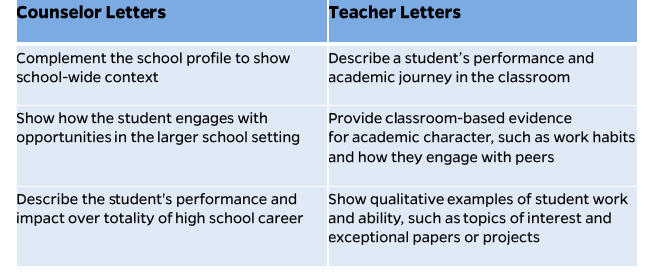 Counselor Letters
Teacher Letters
Complement the school profile to show
school-wide context
Describe a student’s performance and
academic journey in the classroom
Show how the student engages with
opportunities in the larger school setting
Provide classroom-based evidence
for academic character, such as work habits
and how they engage with peers
Describe the student's performance and
impact over totality of high school career
Show qualitative examples of student work
and ability, such as topics of interest and
exceptional papers or projects